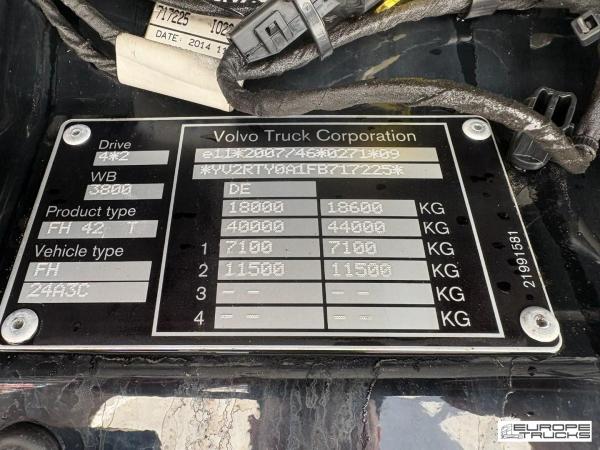 717225
DATE: 2014
Volvo Truck Corporation
Drive
4*2
WB
3800
Product type
FH 42 T
Vehicle type
FH
24A3C
e11*2007/46*0271*09
*YV2RTY0A1FB717225*
DE
18000 18600 KG
40000 44000 KG
1 7100 7100 KG
2 11500 11500 KG
3 -- -- KG
4 -- -- KG
21991581
EUROPE
TRUCKS